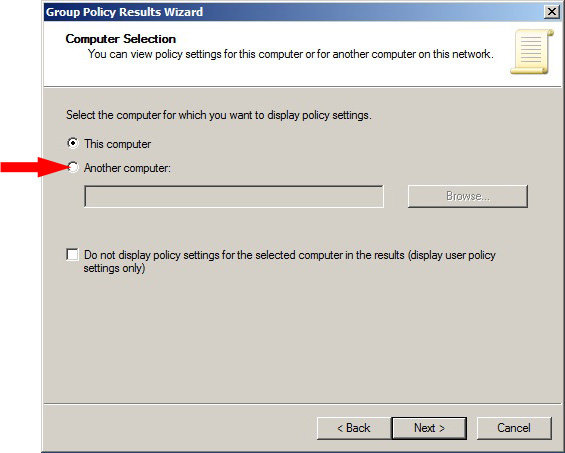 Group Policy Results Wizard
Computer Selection
You can view policy settings for this computer or for another computer on this network.
Select the computer for which you want to display policy settings.
This computer
Another computer:
Browse...
Do not display policy settings for the selected computer in the results (display user policy
settings only)
< Back
Next >
Cancel